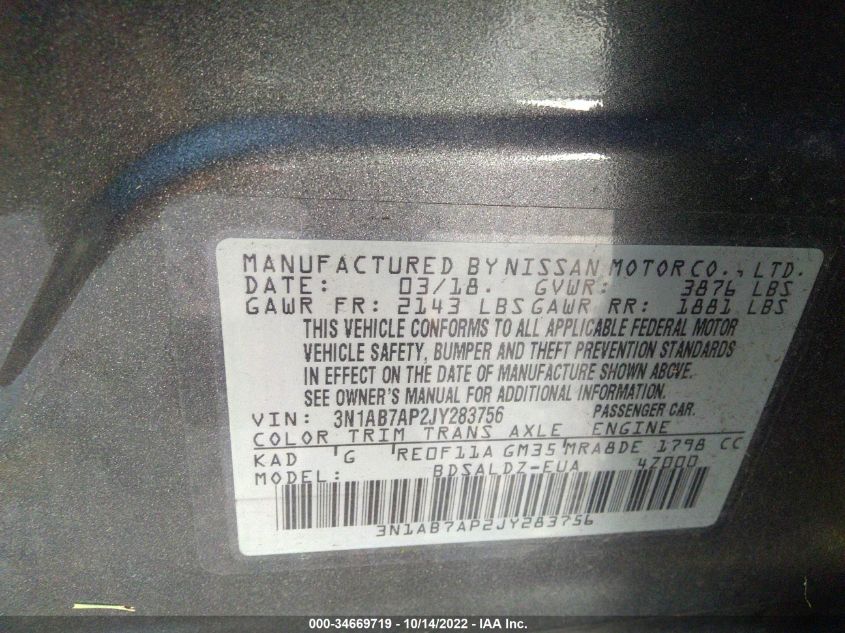 MANUFACTURED BY NISSAN MOTOR CO., LTD.
DATE: 03/18. GVWR: 3876 LBS
GAWR FR: 2143 LBS GAWR RR: 1881 LBS
THIS VEHICLE CONFORMS TO ALL APPLICABLE FEDERAL MOTOR
VEHICLE SAFETY, BUMPER AND THEFT PREVENTION STANDARDS
IN EFFECT ON THE DATE OF MANUFACTURE SHOWN ABOVE.
SEE OWNER'S MANUAL FOR ADDITIONAL INFORMATION.
VIN: 3N1AB7AP2JY283756 PASSENGER CAR.
COLOR TRIM TRANS AXLE ENGINE
KAD G RE0F11A GM35 MRA8DE 1798 CC
MODEL: BDSALDZ-EUA 4Z000
3N1AB7AP2JY283756
000-34669719 - 10/14/2022 - IAA Inc.